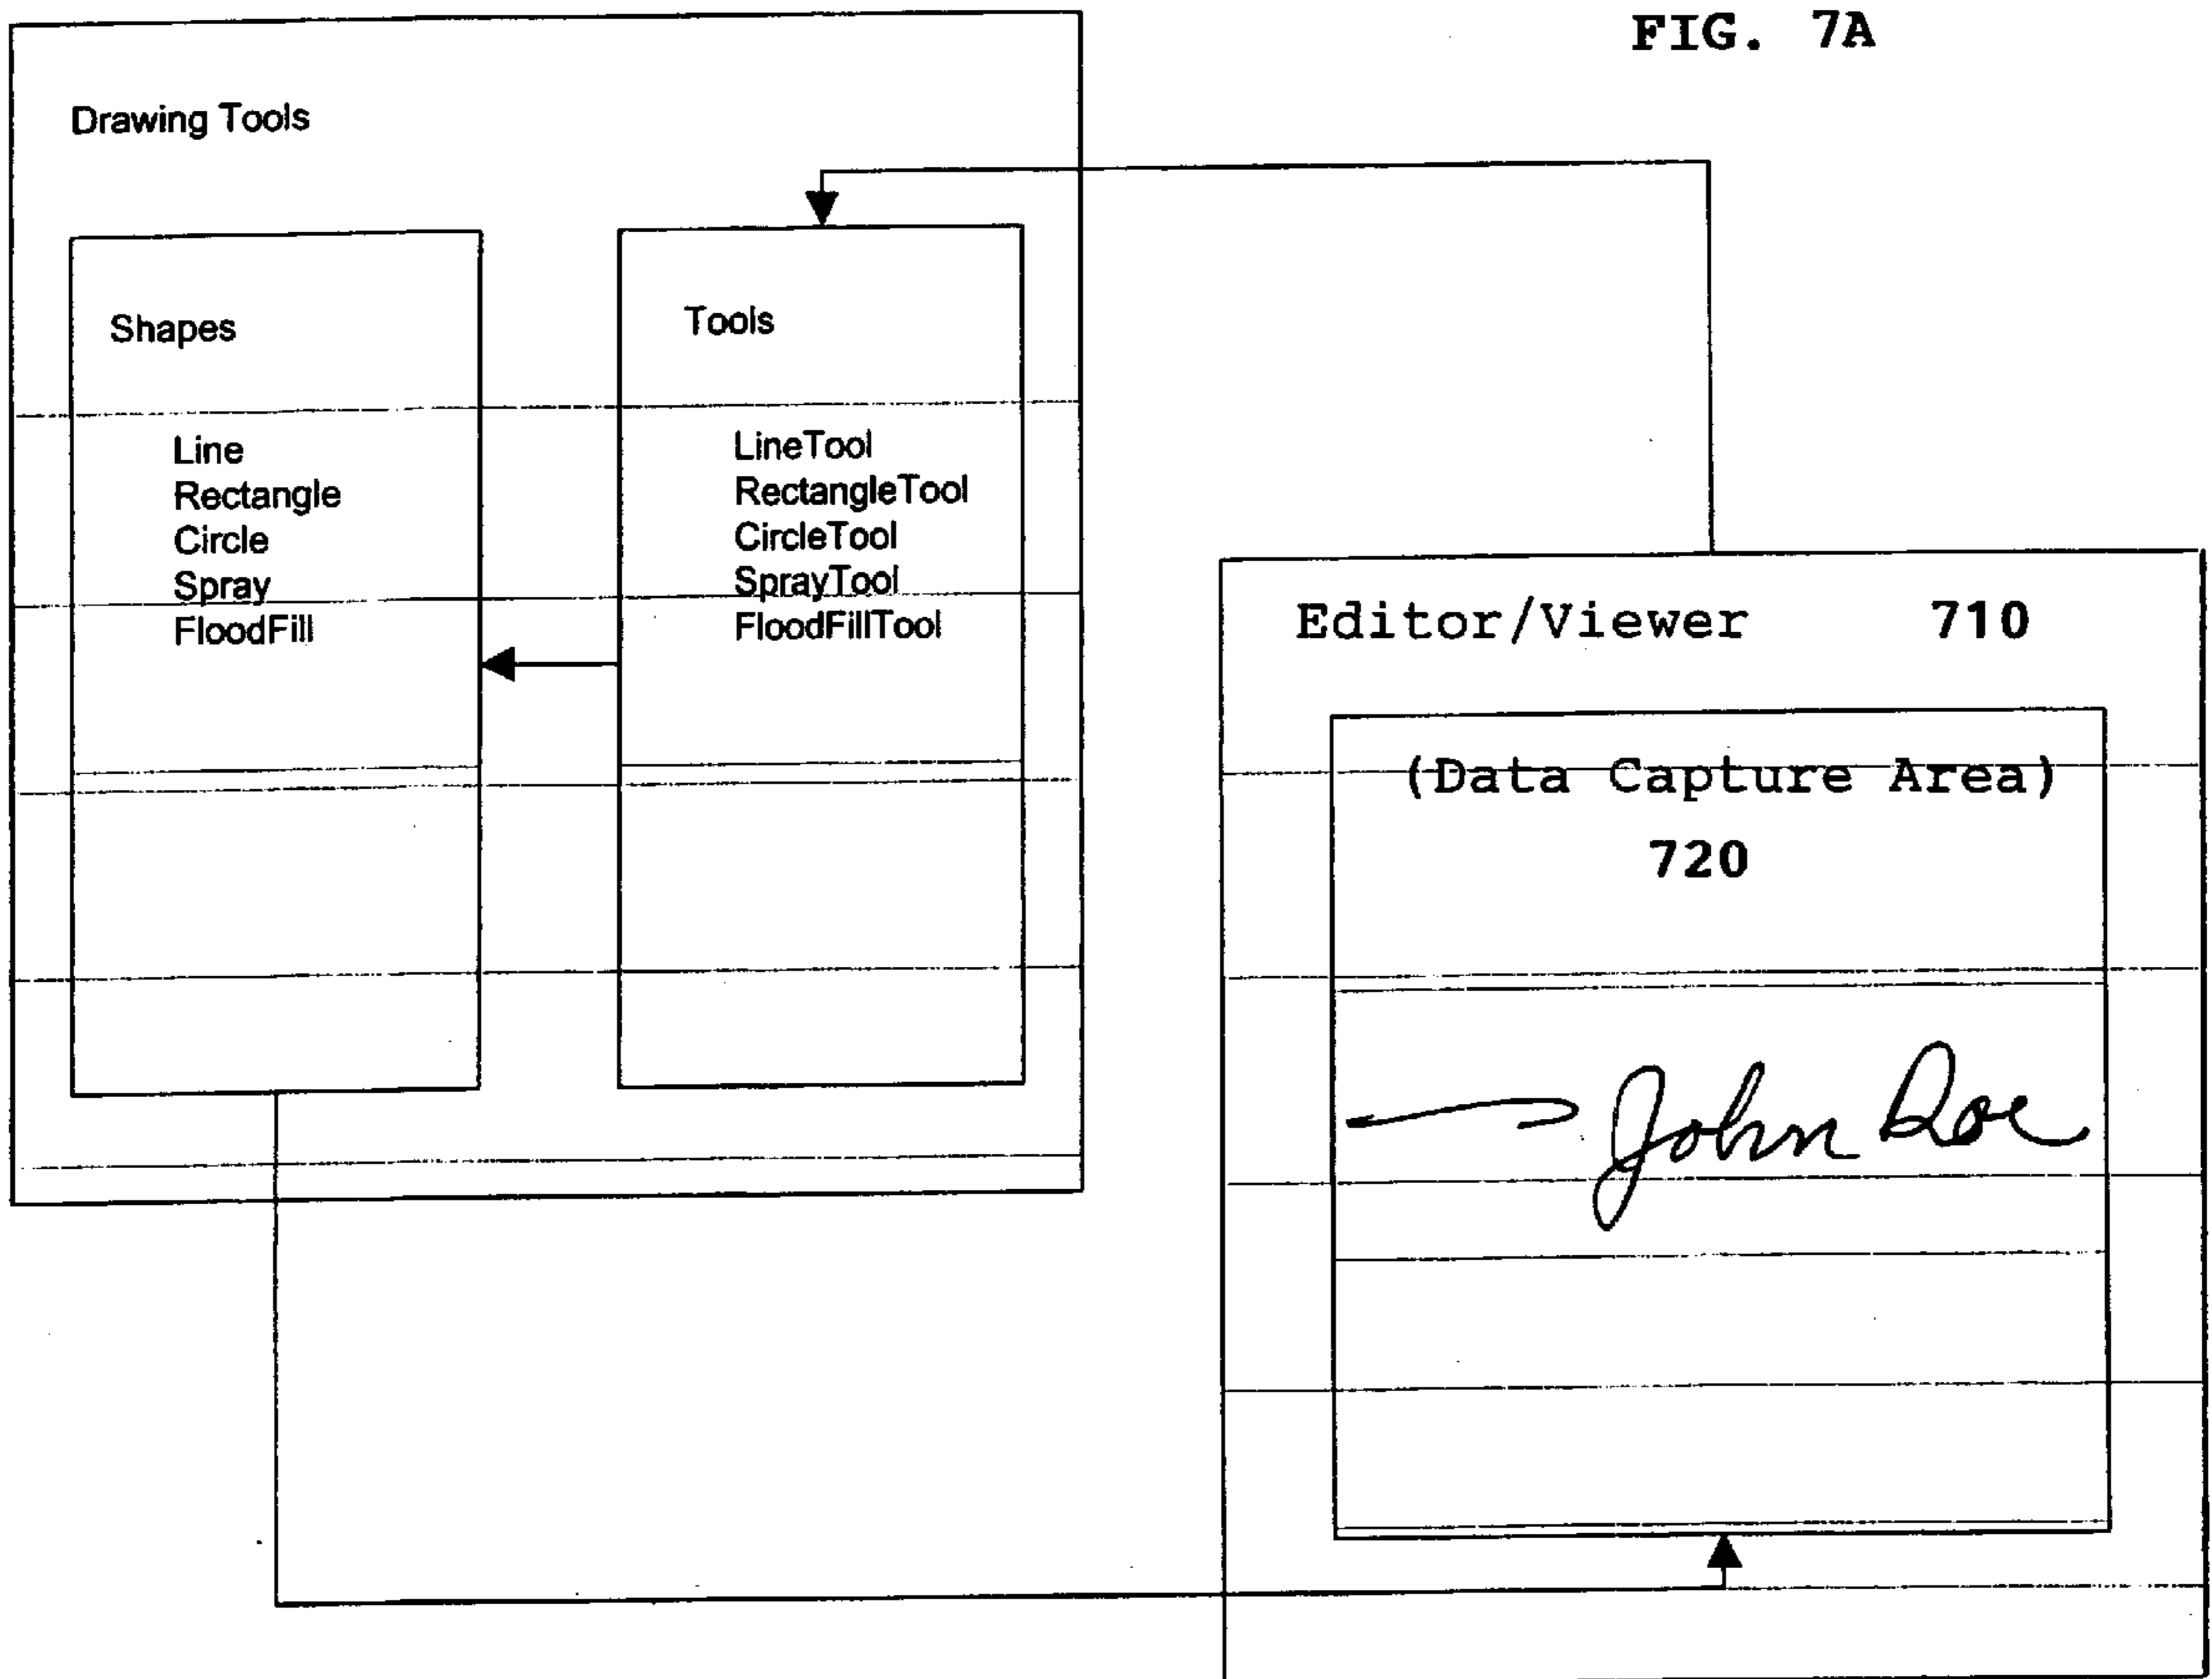 FIG. 7A
Drawing Tools
Shapes
Line
Rectangle
Circle
Spray
FloodFill
Tools
LineTool
RectangleTool
CircleTool
SprayTool
FloodFillTool
Editor/Viewer 710
(Data Capture Area)
720
John Doe